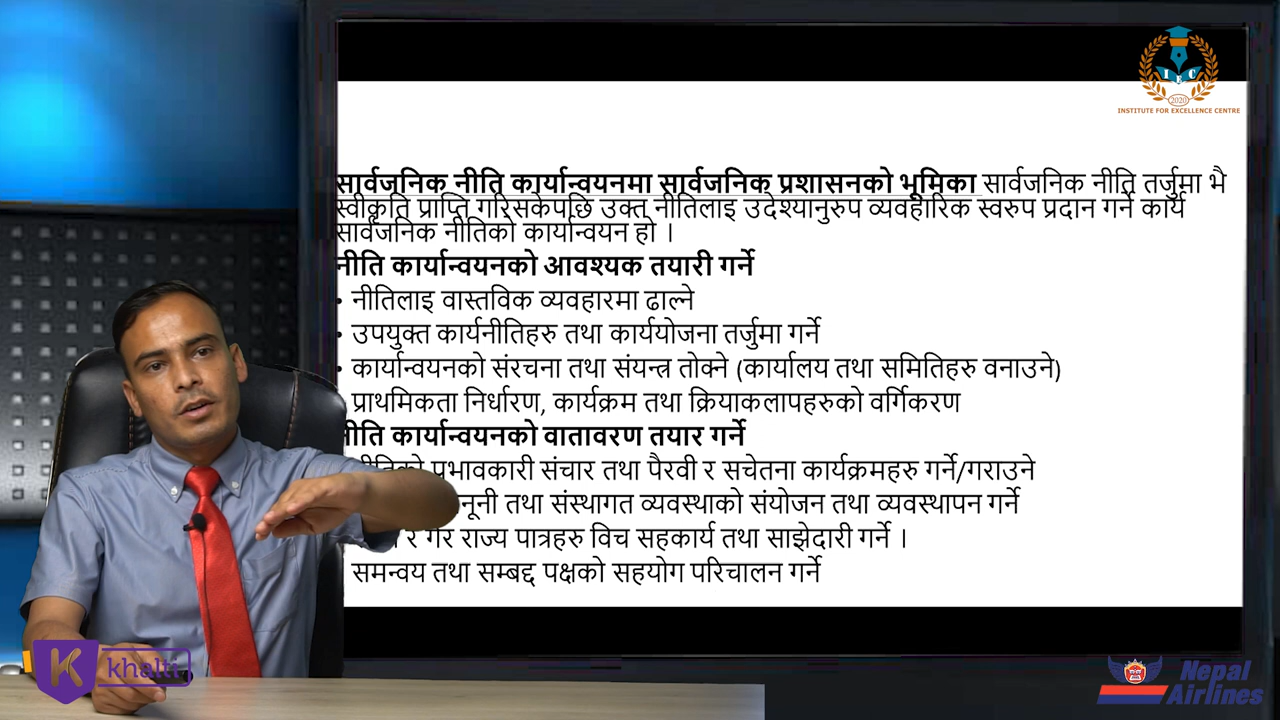 I E C
2020
INSTITUTE FOR EXCELLENCE CENTRE
सार्वजनिक नीति कार्यान्वयनमा सार्वजनिक प्रशासनको भूमिका सार्वजनिक नीति तर्जुमा भै
स्वीकृति प्राप्ति गरिसकेपछि उक्त नीतिलाइ उदेश्यानुरुप व्यवहारिक स्वरुप प्रदान गर्ने कार्य
सार्वजनिक नीतिको कार्यान्वयन हो ।
नीति कार्यान्वयनको आवश्यक तयारी गर्ने
• नीतिलाइ वास्तविक व्यवहारमा ढाल्ने
• उपयुक्त कार्यनीतिहरु तथा कार्ययोजना तर्जुमा गर्ने
• कार्यान्वयनको संरचना तथा संयन्त्र तोक्ने (कार्यालय तथा समितिहरु वनाउने)
प्राथमिकता निर्धारण, कार्यक्रम तथा क्रियाकलापहरुको वर्गिकरण
नीति कार्यान्वयनको वातावरण तयार गर्ने
प्रभावकारी संचार तथा पैरवी र सचेतना कार्यक्रमहरु गर्ने/गराउने
तथा संस्थागत व्यवस्थाको संयोजन तथा व्यवस्थापन गर्ने
र गैर राज्य पात्रहरु विच सहकार्य तथा साझेदारी गर्ने ।
समन्वय तथा सम्बद्द पक्षको सहयोग परिचालन गर्ने
K khalti
Nepal
Airlines